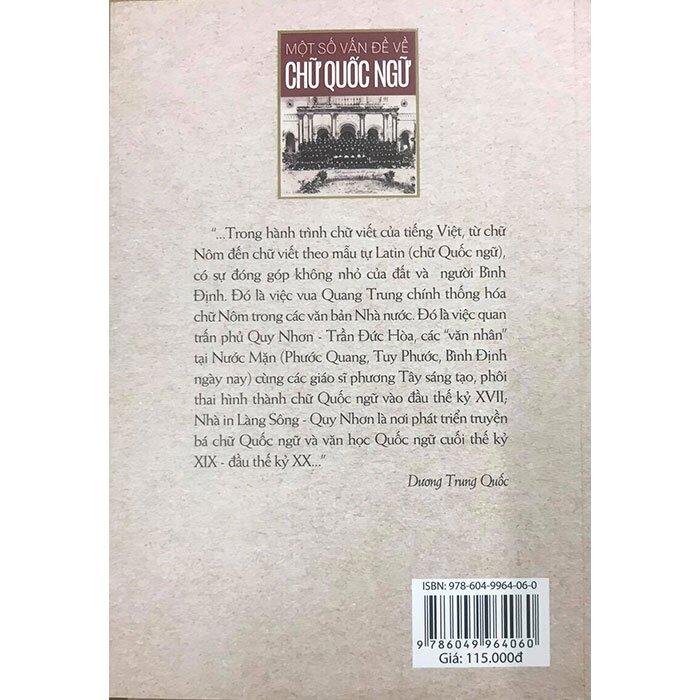 MỘT SỐ VẤN ĐỀ VỀ
CHỮ QUỐC NGỮ
“...Trong hành trình chữ viết của tiếng Việt, từ chữ
Nôm đến chữ viết theo mẫu tự Latin (chữ Quốc ngữ),
có sự đóng góp không nhỏ của đất và người Bình
Định. Đó là việc vua Quang Trung chính thống hóa
chữ Nôm trong các văn bản Nhà nước. Đó là việc quan
trấn phủ Quy Nhơn - Trần Đức Hòa, các “văn nhân”
tại Nước Mặn (Phước Quang, Tuy Phước, Bình Định
ngày nay) cùng các giáo sĩ phương Tây sáng tạo, phôi
thai hình thành chữ Quốc ngữ vào đầu thế kỷ XVII;
Nhà in Làng Sông - Quy Nhơn là nơi phát triển truyền
bá chữ Quốc ngữ và văn học Quốc ngữ cuối thế kỷ
XIX - đầu thế kỷ XX...”
Dương Trung Quốc
ISBN: 978-604-9964-06-0
9 786049 964060
Giá: 115.000đ